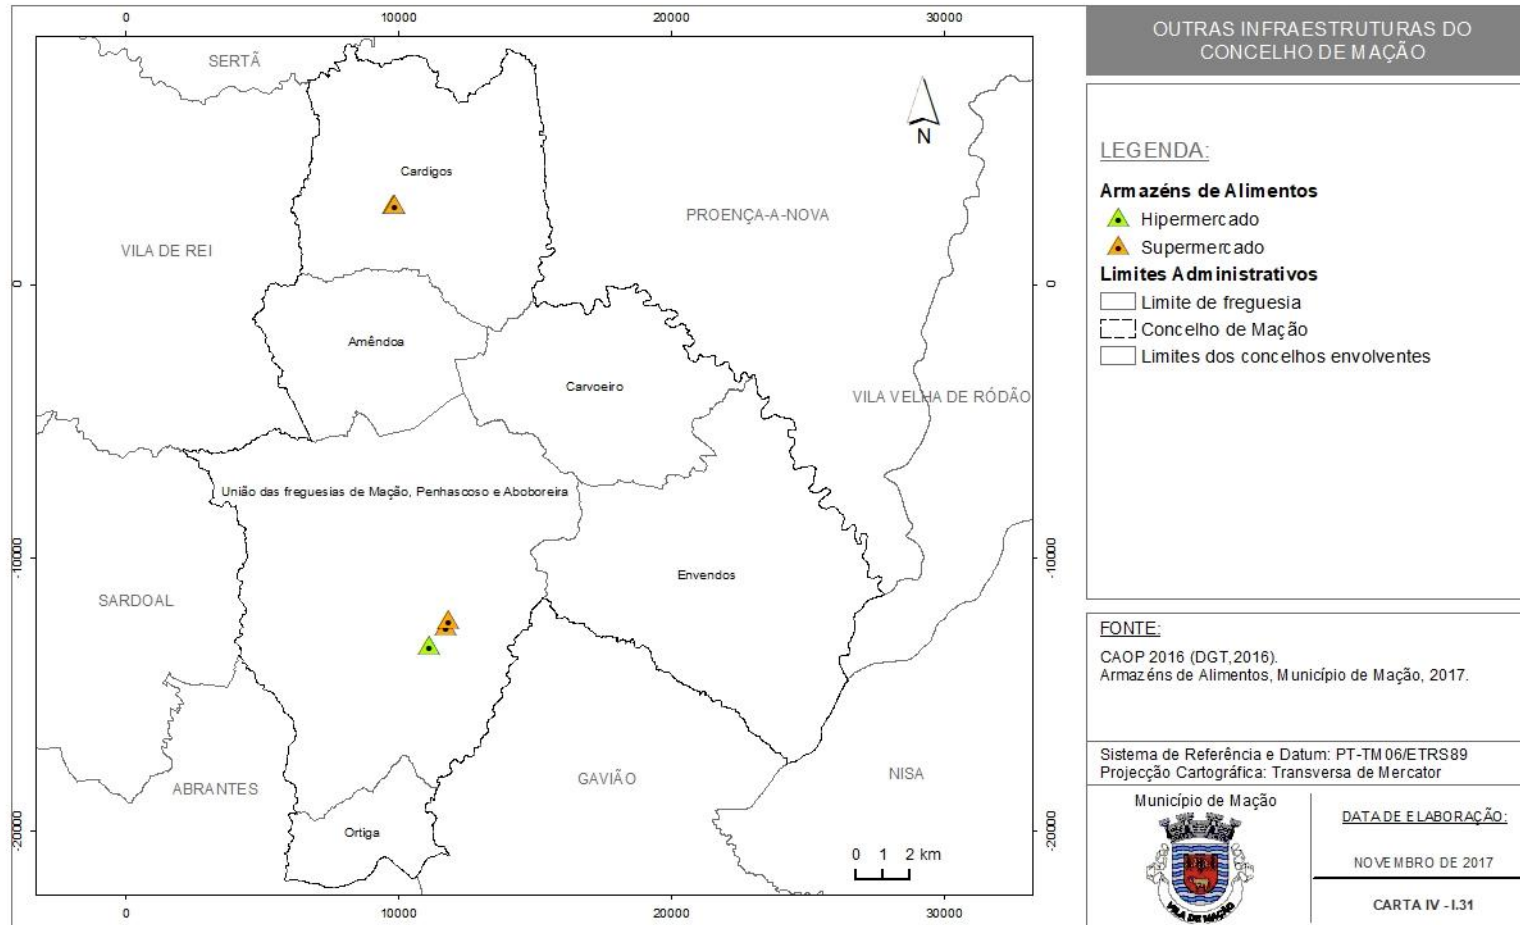 0 10000 20000 30000
OUTRAS INFRAESTRUTURAS DO
CONCELHO DE MAÇÃO
SERTÃ
N
Cardigos
PROENÇA-A-NOVA
VILA DE REI
0 0
Amêndoa
Carvoeiro
VILA VELHA DE RÓDÃO
União das freguesias de Mação, Penhascoso e Aboboreira
-10000 -10000
Envendos
SARDOAL
ABRANTES
GAVIÃO
NISA
Ortiga
-20000 -20000
0 1 2 km
0 10000 20000 30000
LEGENDA:
Armazéns de Alimentos
Hipermercado
Supermercado
Limites Administrativos
Limite de freguesia
Concelho de Mação
Limites dos concelhos envolventes
FONTE:
CAOP 2016 (DGT,2016).
Armazéns de Alimentos, Município de Mação, 2017.
Sistema de Referência e Datum: PT-TM06/ETRS89
Projecção Cartográfica: Transversa de Mercator
Município de Mação
VILA DE MAÇÃO
DATA DE ELABORAÇÃO:
NOVEMBRO DE 2017
CARTA IV - I.31